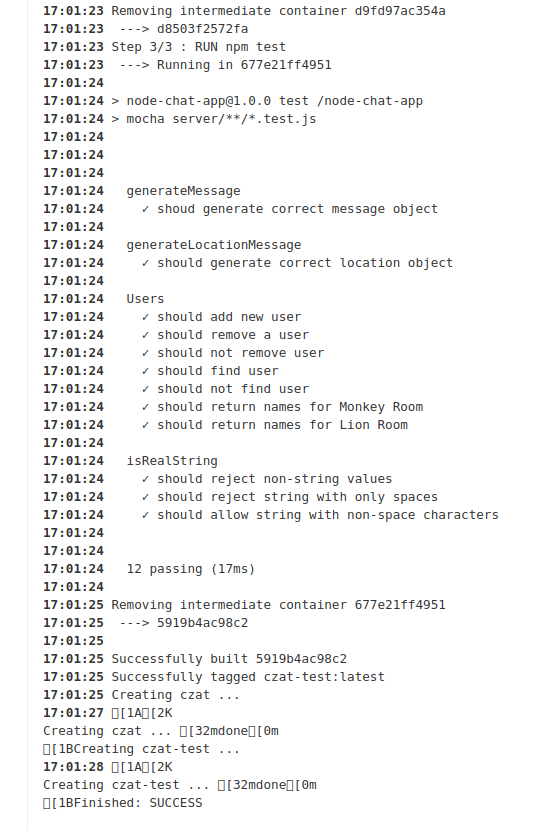 17:01:23 Removing intermediate container d9fd97ac354a
17:01:23  ---> d8503f2572fa
17:01:23 Step 3/3 : RUN npm test
17:01:23  ---> Running in 677e21ff4951
17:01:24
17:01:24 > node-chat-app@1.0.0 test /node-chat-app
17:01:24 > mocha server/**/*.test.js
17:01:24
17:01:24
17:01:24
17:01:24   generateMessage
17:01:24     ✓ shoud generate correct message object
17:01:24
17:01:24   generateLocationMessage
17:01:24     ✓ should generate correct location object
17:01:24
17:01:24   Users
17:01:24     ✓ should add new user
17:01:24     ✓ should remove a user
17:01:24     ✓ should not remove user
17:01:24     ✓ should find user
17:01:24     ✓ should not find user
17:01:24     ✓ should return names for Monkey Room
17:01:24     ✓ should return names for Lion Room
17:01:24
17:01:24   isRealString
17:01:24     ✓ should reject non-string values
17:01:24     ✓ should reject string with only spaces
17:01:24     ✓ should allow string with non-space characters
17:01:24
17:01:24
17:01:24   12 passing (17ms)
17:01:24
17:01:25 Removing intermediate container 677e21ff4951
17:01:25  ---> 5919b4ac98c2
17:01:25
17:01:25 Successfully built 5919b4ac98c2
17:01:25 Successfully tagged czat-test:latest
17:01:25 Creating czat ...
17:01:27 □[1A□[2K
Creating czat ... □[32mdone□[0m
□[1BCreating czat-test ...
17:01:28 □[1A□[2K
Creating czat-test ... □[32mdone□[0m
□[1BFinished: SUCCESS